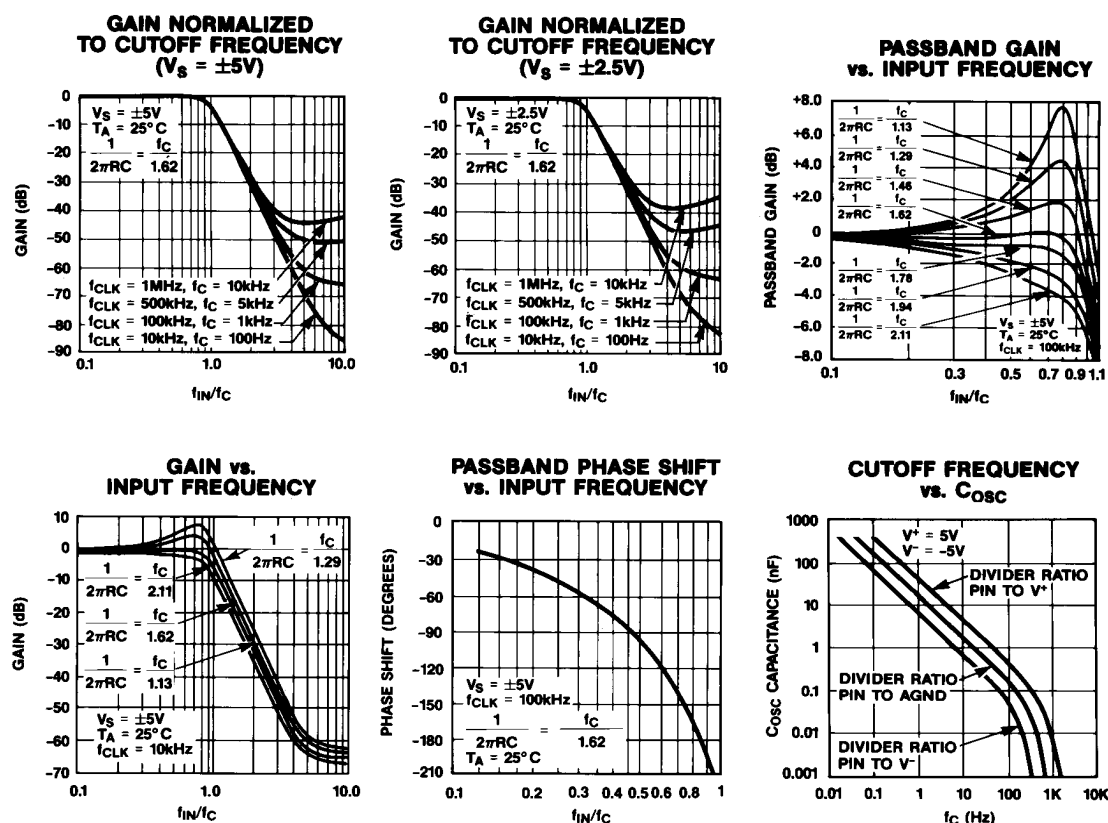 GAIN NORMALIZED
TO CUTOFF FREQUENCY
(VS = ±5V)
GAIN (dB)
0
-10
-20
-30
-40
-50
-60
-70
-80
-90
VS = ±5V
TA = 25°C
1/2πRC = fC/1.62
fCLK = 1MHz, fC = 10kHz
fCLK = 500kHz, fC = 5kHz
fCLK = 100kHz, fC = 1kHz
fCLK = 10kHz, fC = 100Hz
0.1 1.0 10.0
fIN/fC
GAIN NORMALIZED
TO CUTOFF FREQUENCY
(VS = ±2.5V)
GAIN (dB)
0
-10
-20
-30
-40
-50
-60
-70
-80
-90
VS = ±2.5V
TA = 25°C
1/2πRC = fC/1.62
fCLK = 1MHz, fC = 10kHz
fCLK = 500kHz, fC = 5kHz
fCLK = 100kHz, fC = 1kHz
fCLK = 10kHz, fC = 100Hz
0.1 1.0 10
fIN/fC
PASSBAND GAIN
vs. INPUT FREQUENCY
PASSBAND GAIN (dB)
+8.0
+6.0
+4.0
+2.0
0
-2.0
-4.0
-6.0
-8.0
1/2πRC = fC/1.13
1/2πRC = fC/1.29
1/2πRC = fC/1.46
1/2πRC = fC/1.62
1/2πRC = fC/1.78
1/2πRC = fC/1.94
1/2πRC = fC/2.11
VS = ±5V
TA = 25°C
fCLK = 100kHz
0.1 0.3 0.5 0.7 0.9 1.1
fIN/fC
GAIN vs.
INPUT FREQUENCY
GAIN (dB)
10
0
-10
-20
-30
-40
-50
-60
-70
1/2πRC = fC/1.29
1/2πRC = fC/2.11
1/2πRC = fC/1.62
1/2πRC = fC/1.13
VS = ±5V
TA = 25°C
fCLK = 10kHz
0.1 1.0 10.0
fIN/fC
PASSBAND PHASE SHIFT
vs. INPUT FREQUENCY
PHASE SHIFT (DEGREES)
0
-30
-60
-90
-120
-150
-180
-210
VS = ±5V
fCLK = 100kHz
1/2πRC = fC/1.62
TA = 25°C
0.1 0.2 0.3 0.4 0.5 0.6 0.8 1
fIN/fC
CUTOFF FREQUENCY
vs. COSC
COSC CAPACITANCE (nF)
1000
100
10
1
0.1
0.01
0.001
V+ = 5V
V- = -5V
DIVIDER RATIO
PIN TO V+
DIVIDER RATIO
PIN TO AGND
DIVIDER RATIO
PIN TO V-
0.01 0.1 1 10 100 1K 10K
fC (Hz)